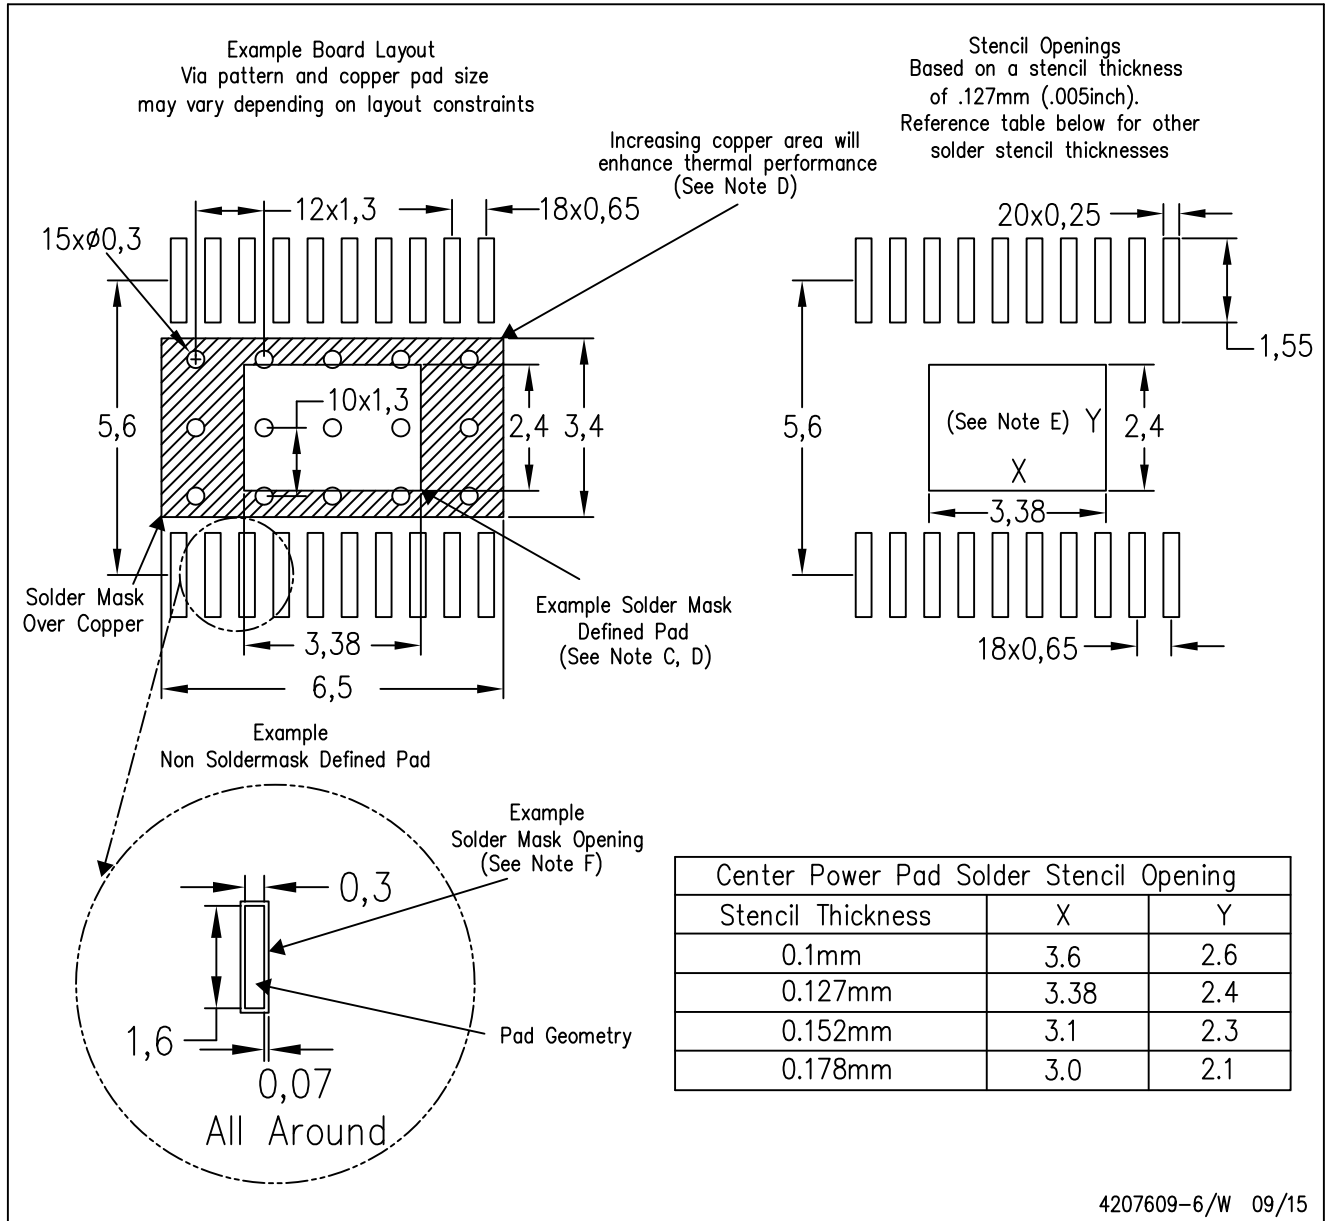 Example Board Layout
Via pattern and copper pad size
may vary depending on layout constraints
Stencil Openings
Based on a stencil thickness
of .127mm (.005inch).
Reference table below for other
solder stencil thicknesses
Increasing copper area will
enhance thermal performance
(See Note D)
12x1,3
18x0,65
15xø0,3
5,6
10x1,3
2,4
3,4
Solder Mask
Over Copper
3,38
6,5
Example Solder Mask
Defined Pad
(See Note C, D)
20x0,25
1,55
5,6
(See Note E)
Y
X
2,4
3,38
18x0,65
Example
Non Soldermask Defined Pad
Example
Solder Mask Opening
(See Note F)
0,3
1,6
0,07
All Around
Pad Geometry
Center Power Pad Solder Stencil Opening
Stencil Thickness X Y
0.1mm 3.6 2.6
0.127mm 3.38 2.4
0.152mm 3.1 2.3
0.178mm 3.0 2.1
4207609-6/W 09/15